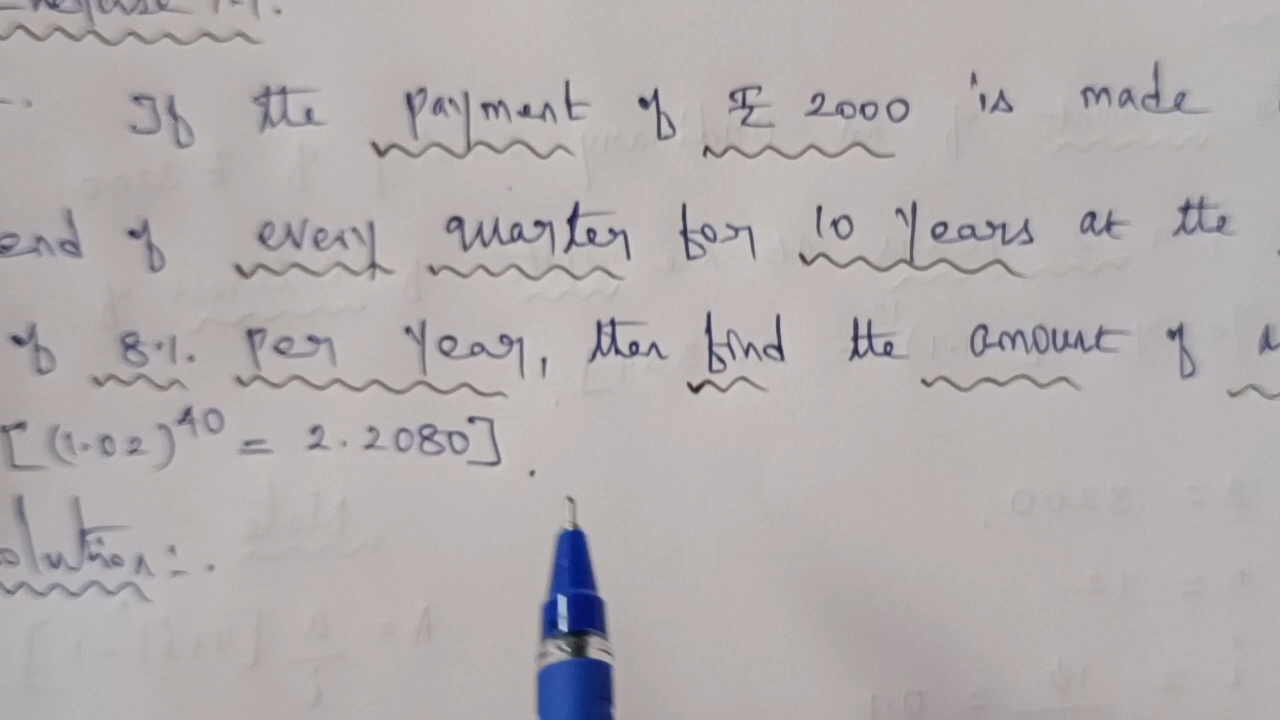 If the payment of ₹ 2000 is made
end of every quarter for 10 years at the
of 8%. Per Year, then find the amount of
[(1.02)^40 = 2.2080].
olution:-.